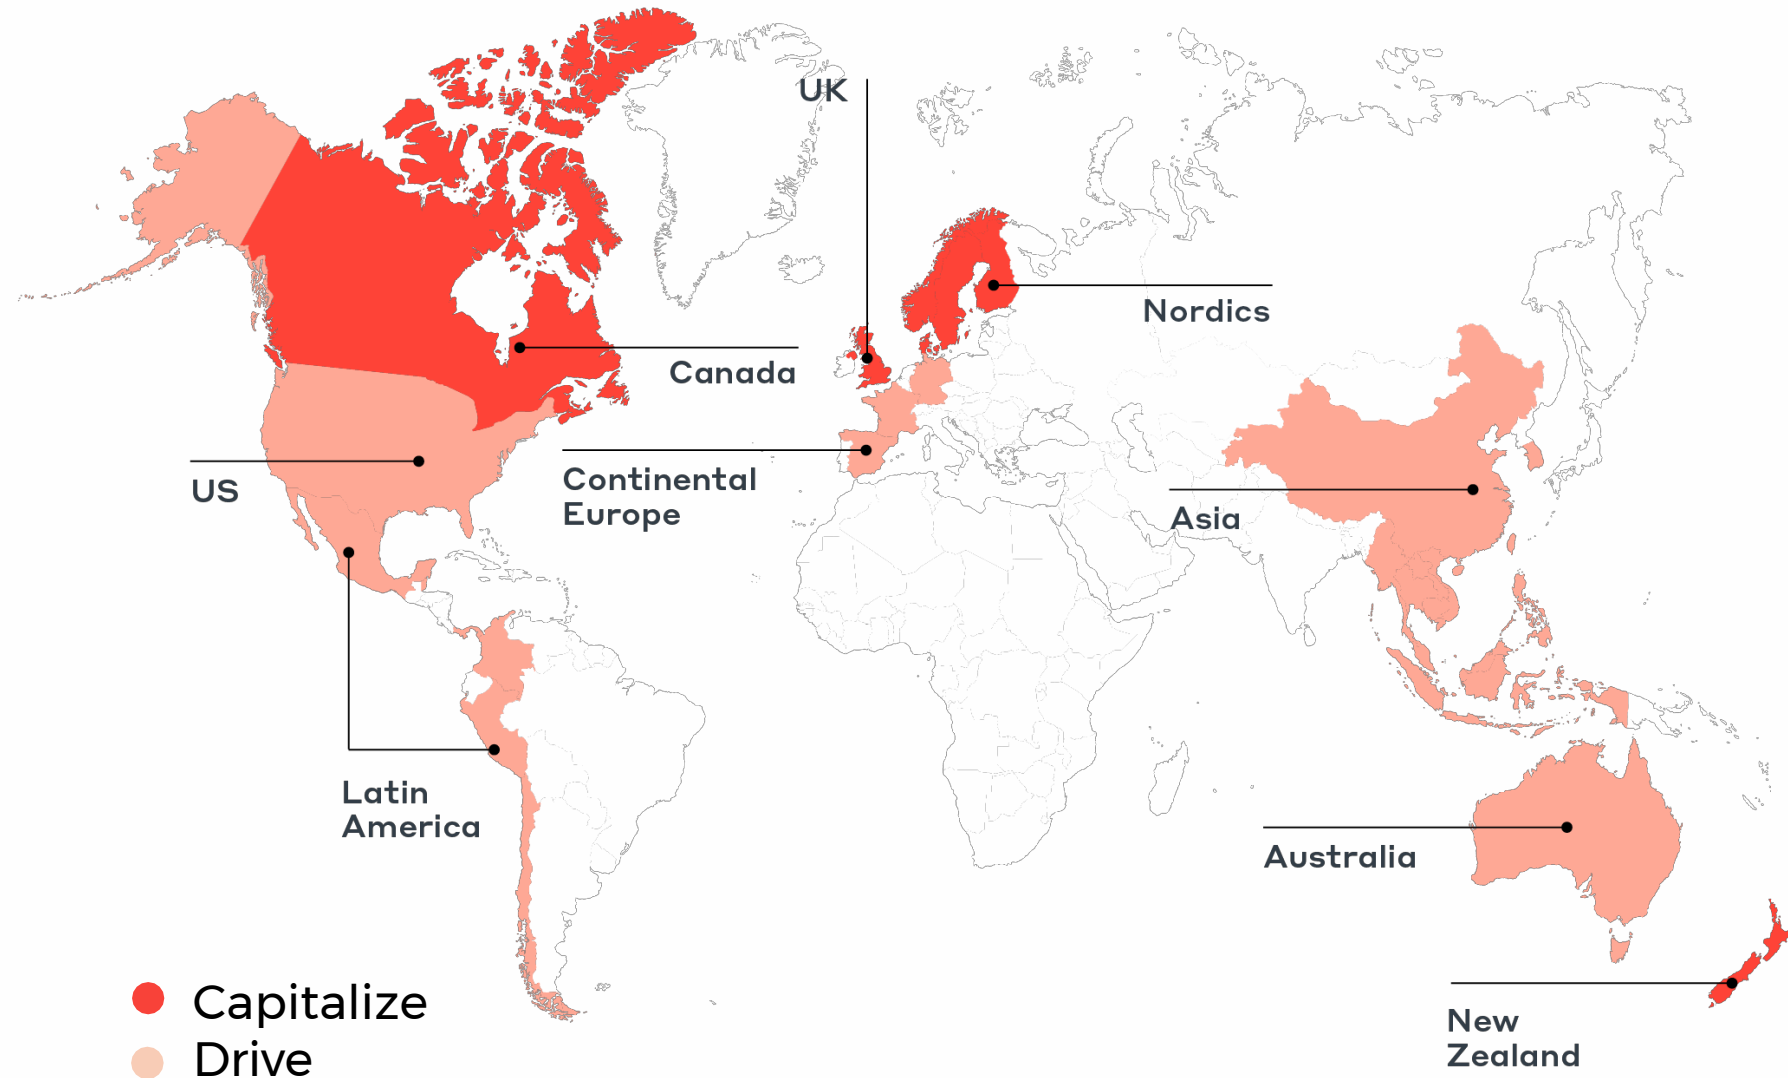 UK
Nordics
Canada
US
Continental
Europe
Asia
Latin
America
Australia
New
Zealand
Capitalize
Drive